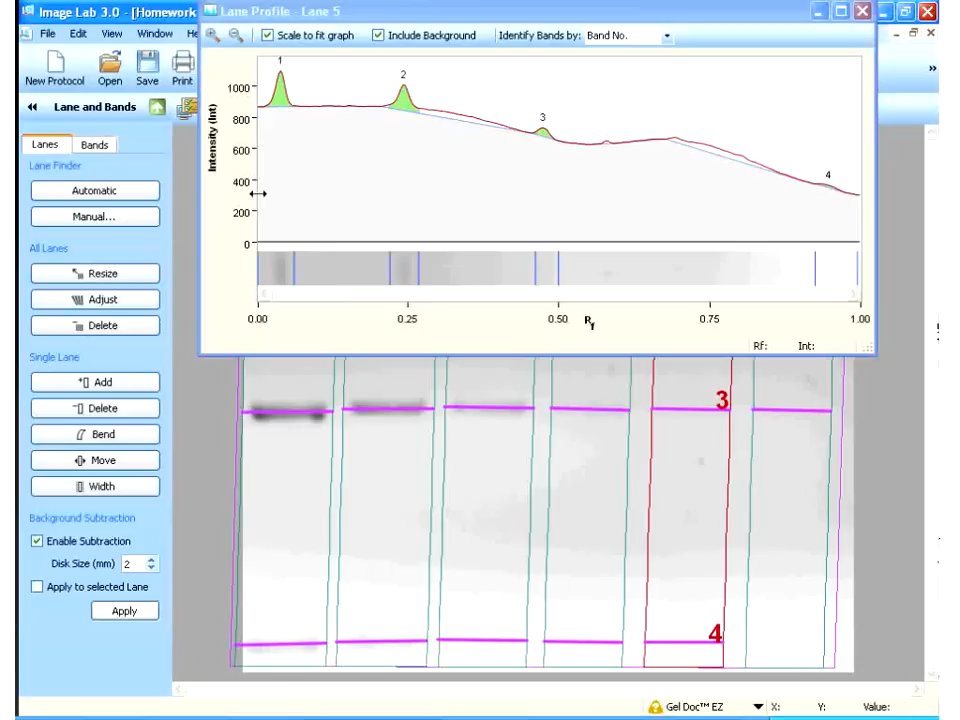 Image Lab 3.0 - [Homework
Lane Profile - Lane 5
File Edit View Window He
Scale to fit graph Include Background Identify Bands by: Band No.
New Protocol Open Save Print
»
Lane and Bands
Lanes Bands
Lane Finder
Automatic
Manual...
All Lanes
Resize
Adjust
Delete
Single Lane
Add
Delete
Bend
Move
Width
Background Subtraction
Enable Subtraction
Disk Size (mm) 2
Apply to selected Lane
Apply
Intensity (Int)
1000
800
600
400
200
0
1
2
3
4
0.00 0.25 0.50 Rf 0.75 1.00
Rf: Int:
3
4
Gel Doc™ EZ X: Y: Value: